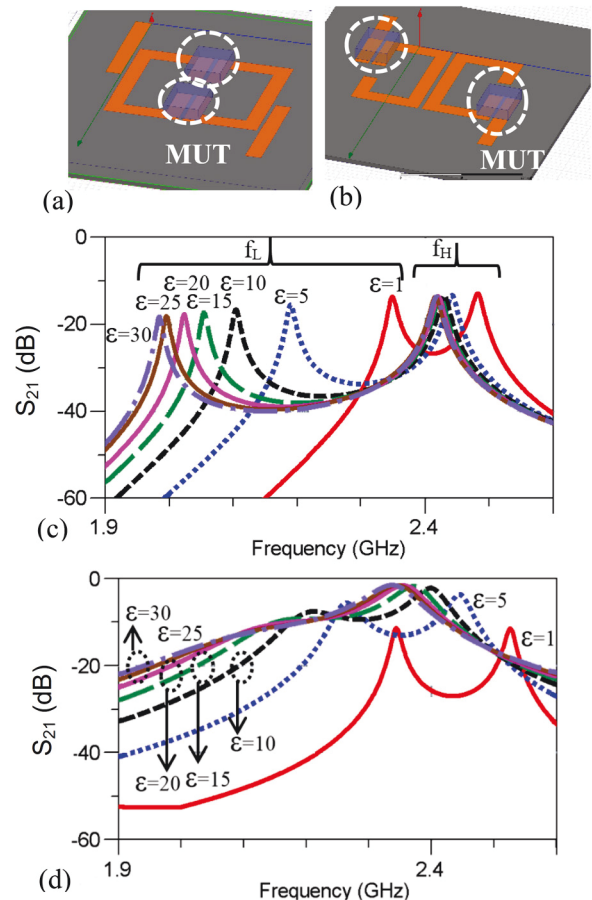 MUT
MUT
(a)
(b)
0
-20
-40
-60
S21 (dB)
fL
fH
ε=20
ε=10
ε=25
ε=15
ε=5
ε=1
ε=30
1.9
2.4
(c)
Frequency (GHz)
0
-20
-40
-60
S21 (dB)
ε=30
ε=25
ε=5
ε=1
ε=10
ε=20
ε=15
1.9
2.4
(d)
Frequency (GHz)